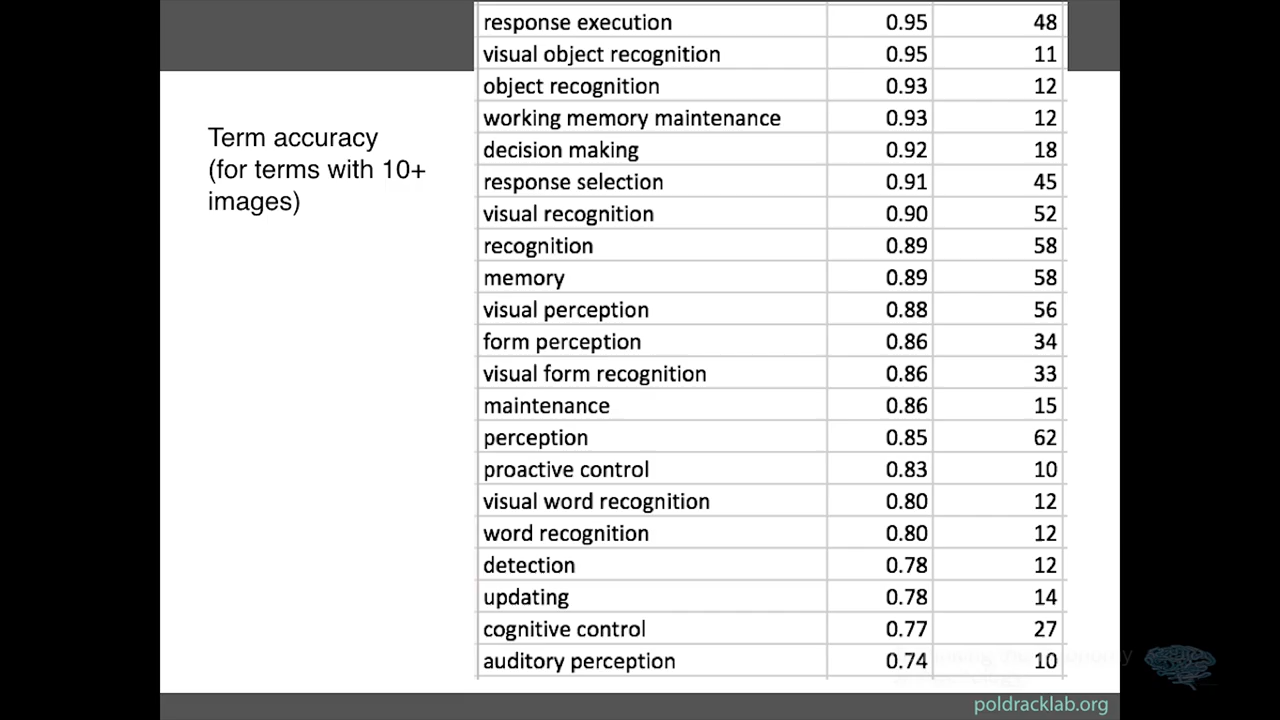 response execution 0.95 48
visual object recognition 0.95 11
object recognition 0.93 12
working memory maintenance 0.93 12
decision making 0.92 18
response selection 0.91 45
visual recognition 0.90 52
recognition 0.89 58
memory 0.89 58
visual perception 0.88 56
form perception 0.86 34
visual form recognition 0.86 33
maintenance 0.86 15
perception 0.85 62
proactive control 0.83 10
visual word recognition 0.80 12
word recognition 0.80 12
detection 0.78 12
updating 0.78 14
cognitive control 0.77 27
auditory perception 0.74 10
Term accuracy
(for terms with 10+
images)
poldracklab.org